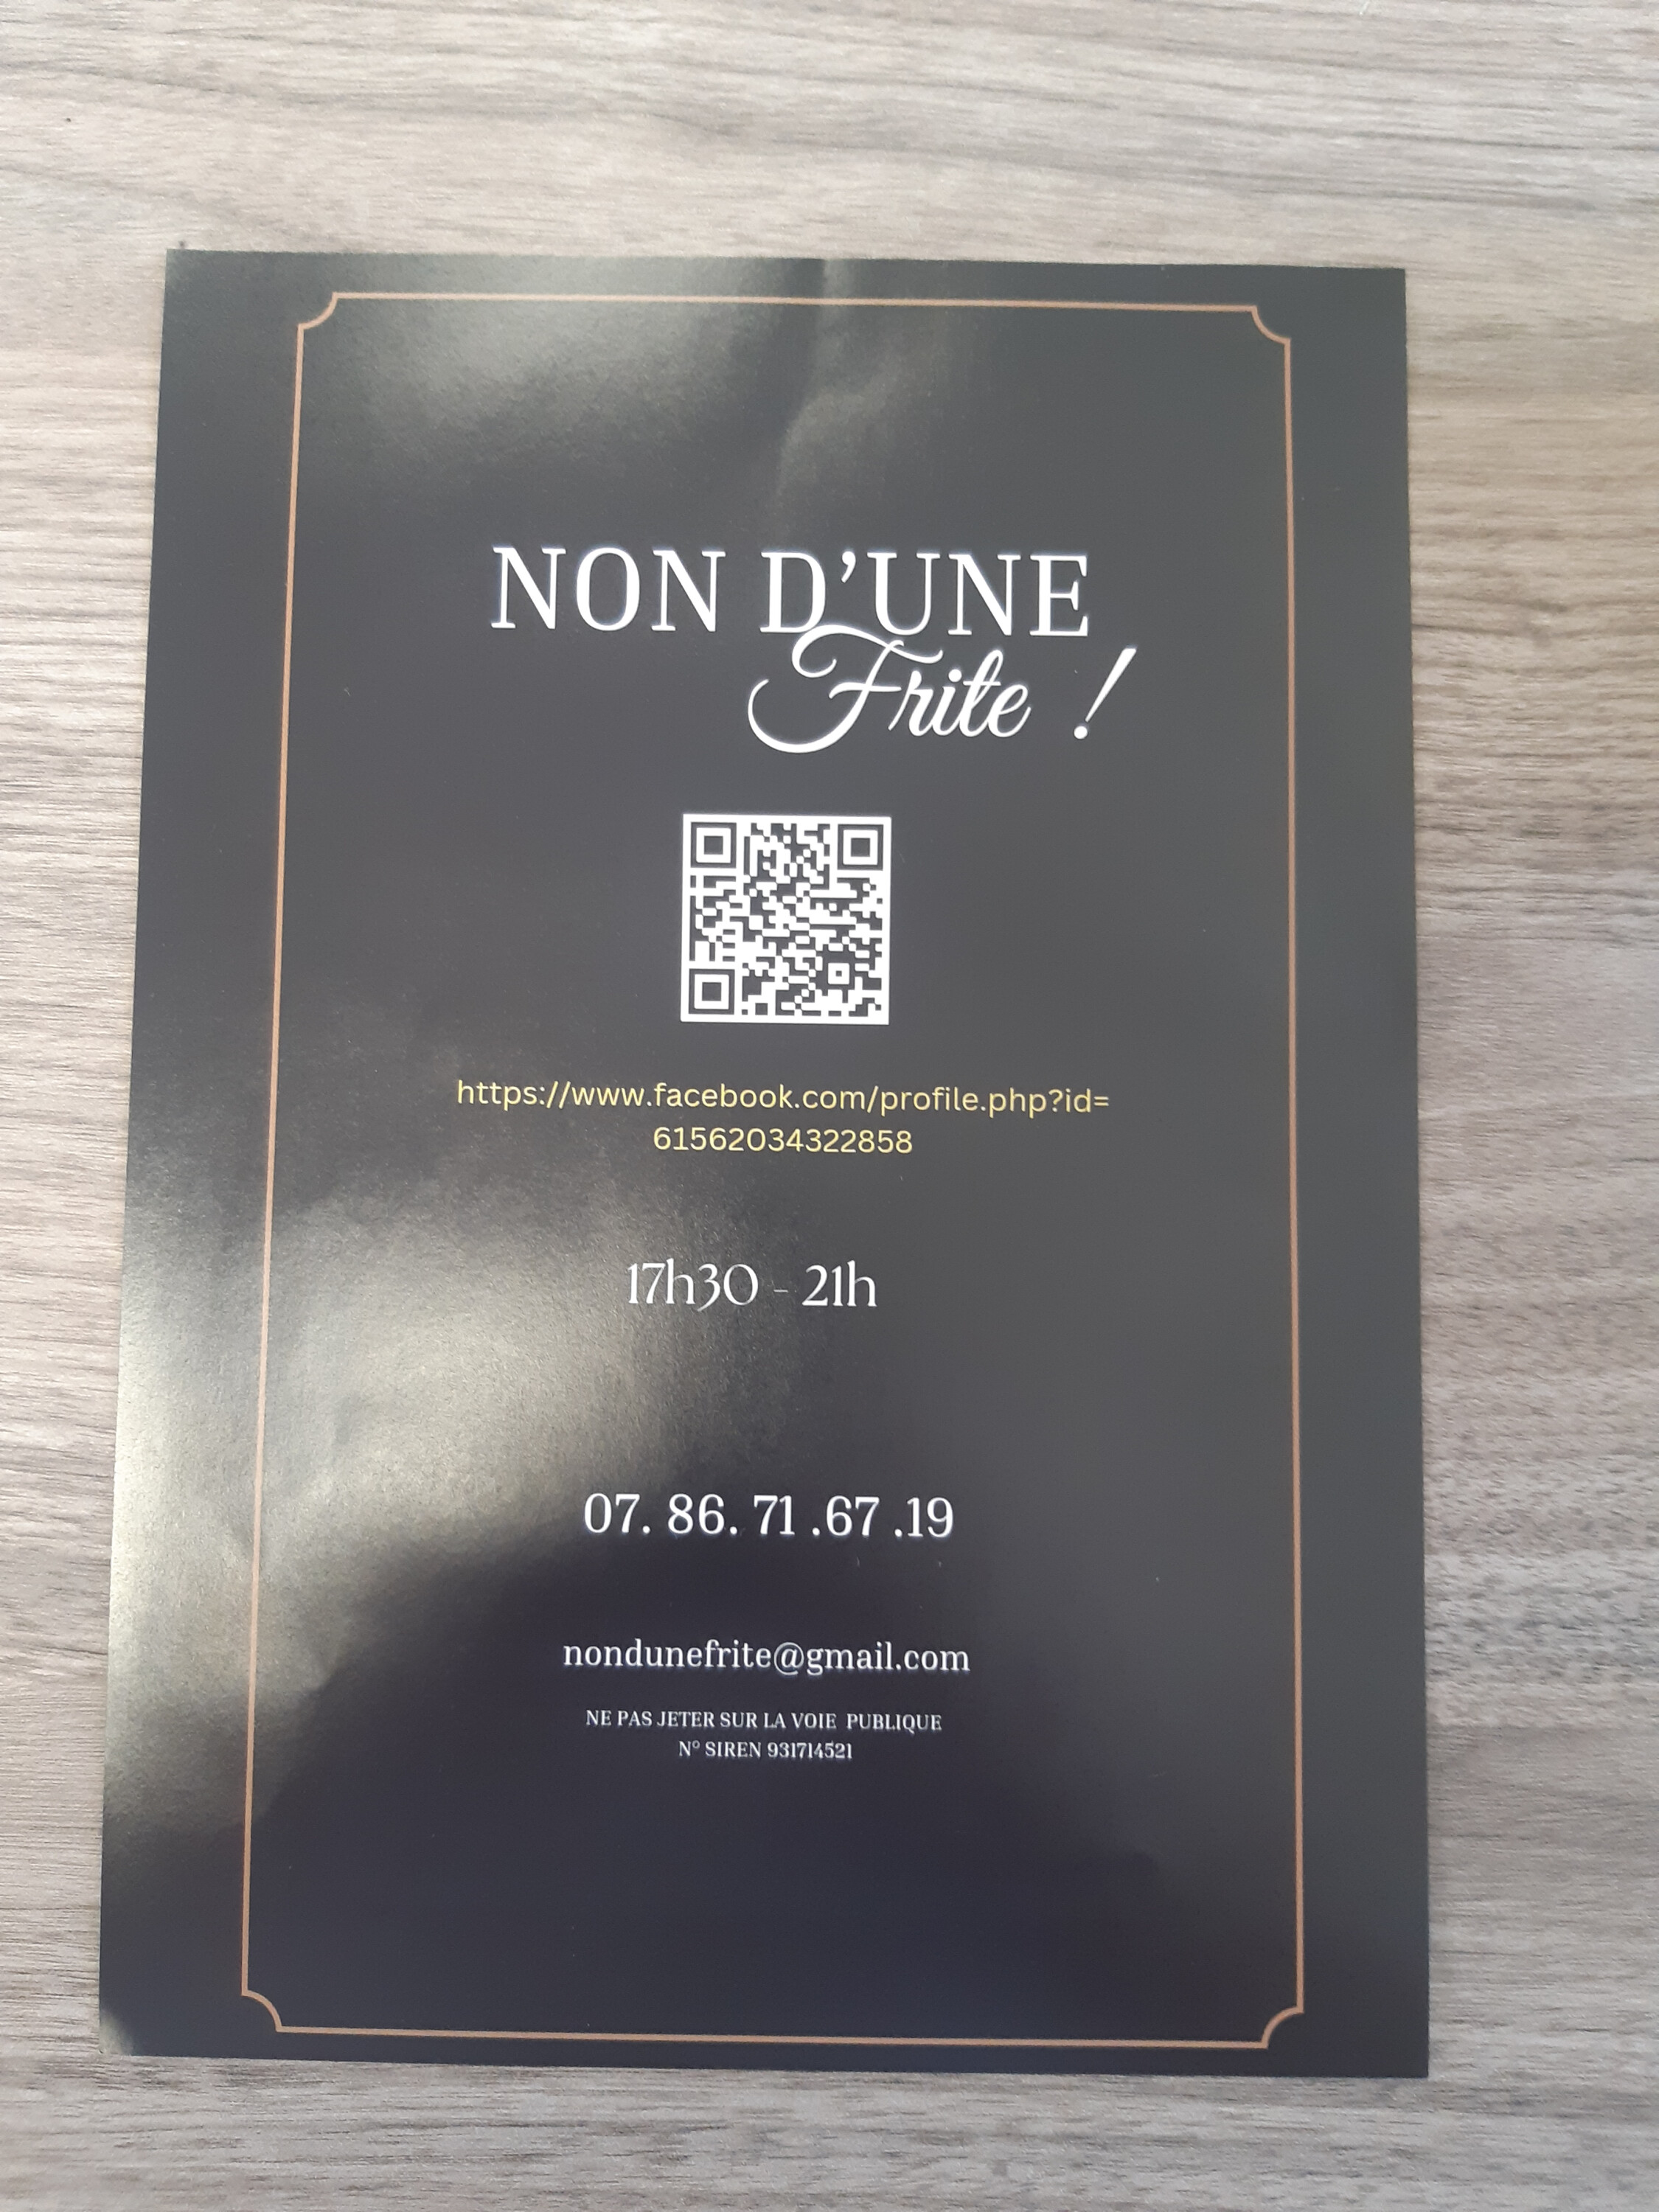 NON D'UNE
Frite !
https://www.facebook.com/profile.php?id=
61562034322858
17h30 - 21h
07. 86. 71 .67 .19
nondunefrite@gmail.com
NE PAS JETER SUR LA VOIE PUBLIQUE
N° SIREN 931714521